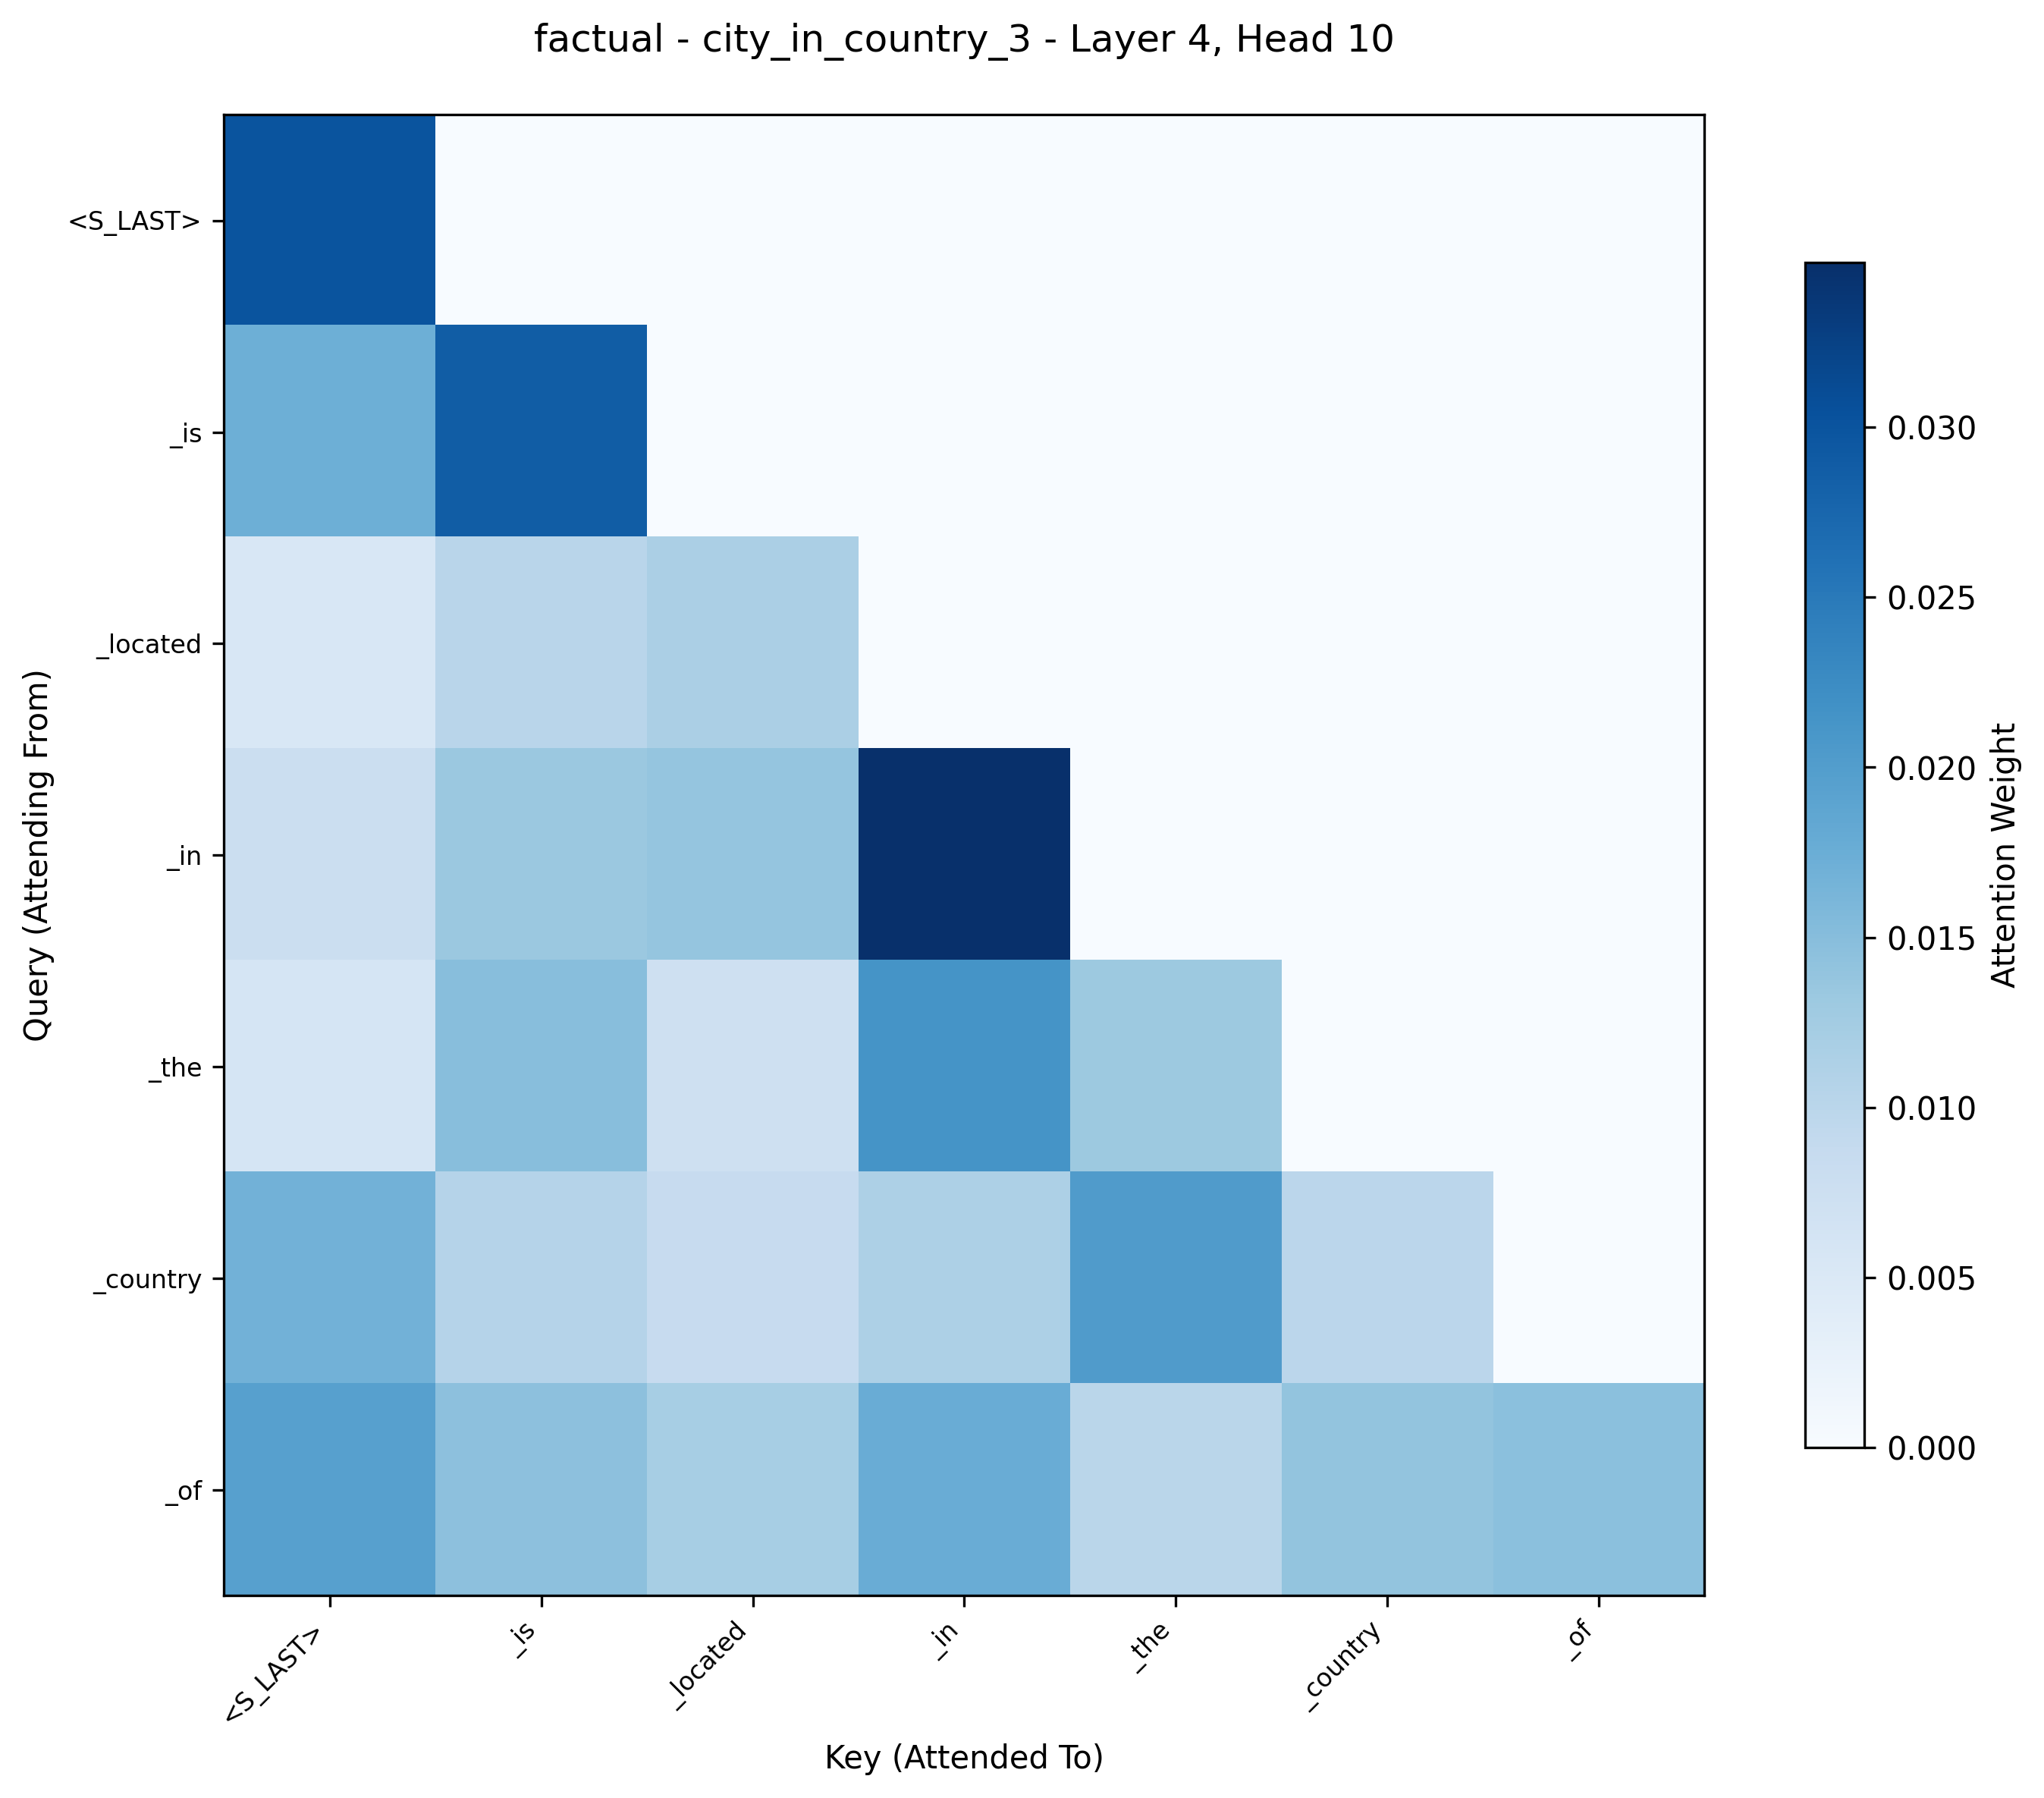 factual - city_in_country_3 - Layer 4, Head 10
Query (Attending From)
<S_LAST>
_is
_located
_in
_the
_country
_of
<S_LAST>
_is
_located
_in
_the
_country
_of
Key (Attended To)
0.030
0.025
0.020
0.015
0.010
0.005
0.000
Attention Weight